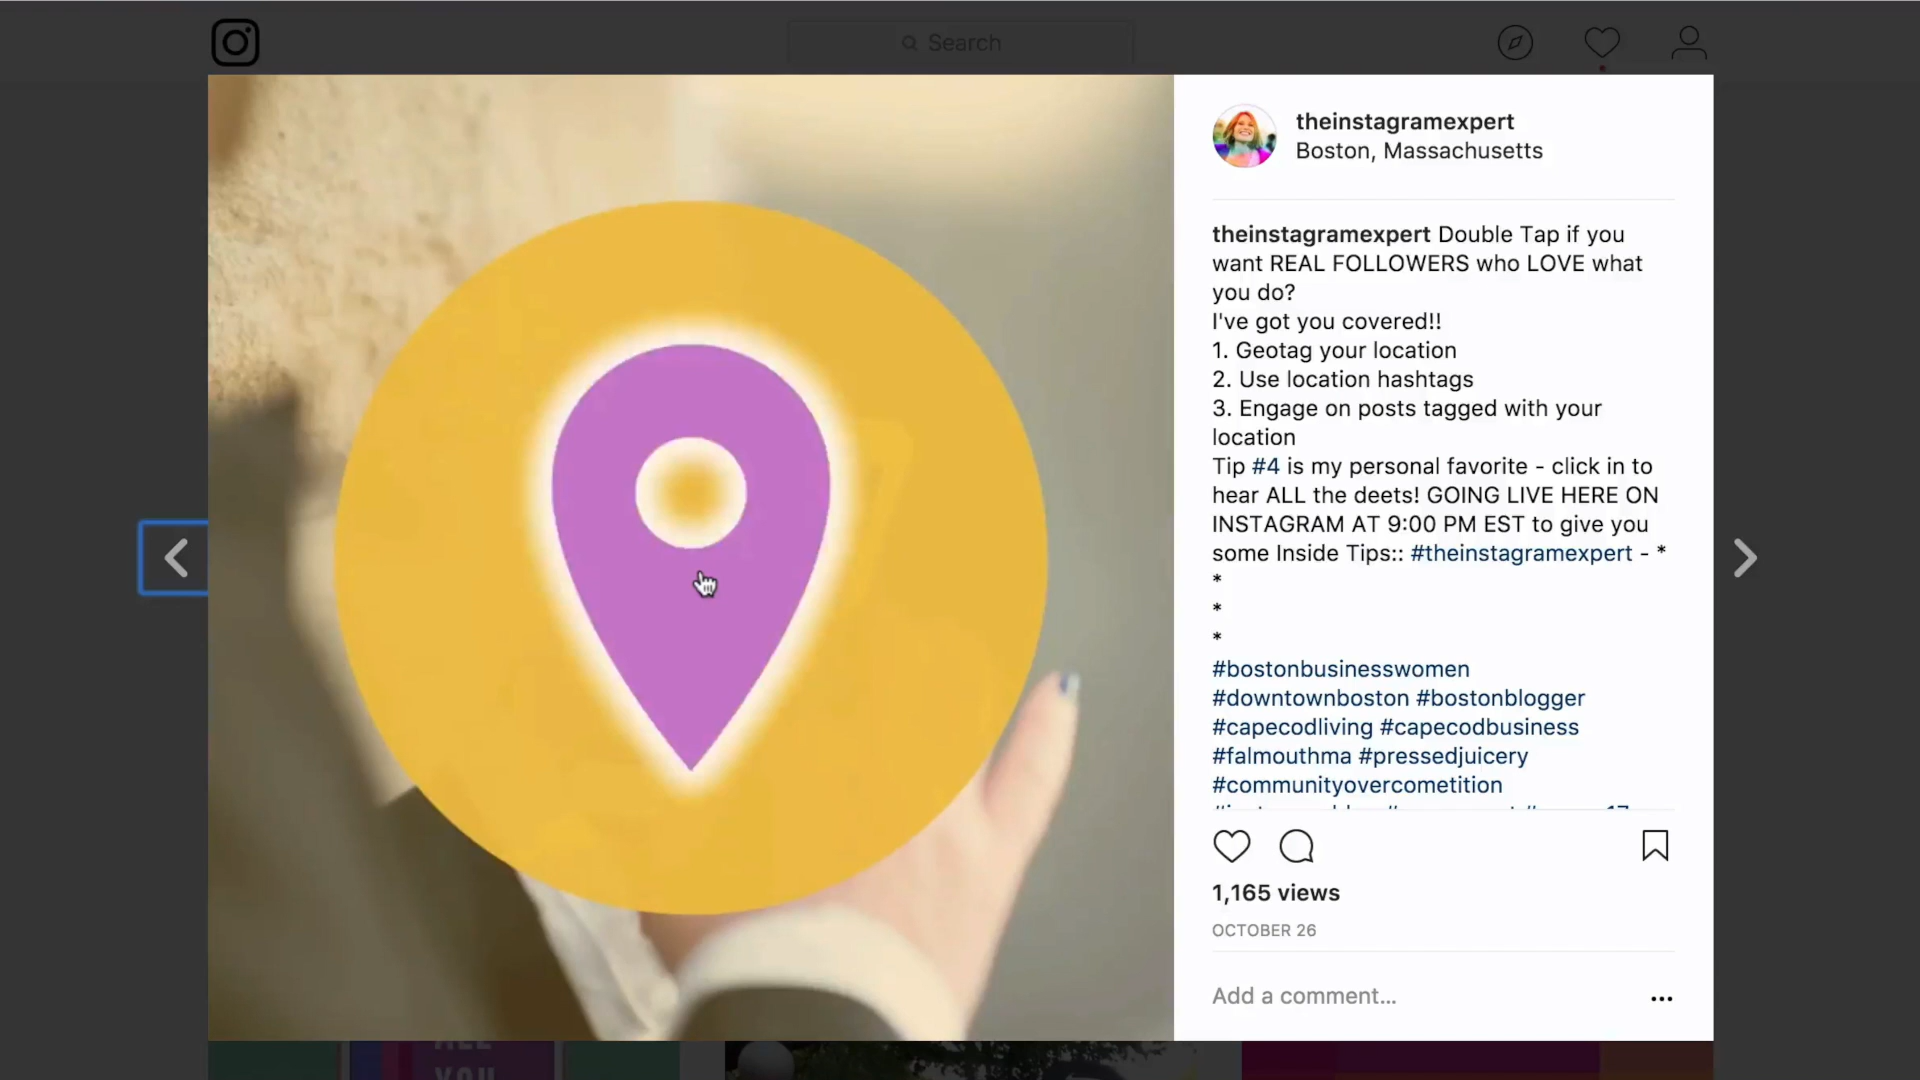 Search
theinstagramexpert
Boston, Massachusetts
theinstagramexpert Double Tap if you
want REAL FOLLOWERS who LOVE what
you do?
I've got you covered!!
1. Geotag your location
2. Use location hashtags
3. Engage on posts tagged with your
location
Tip #4 is my personal favorite - click in to
hear ALL the deets! GOING LIVE HERE ON
INSTAGRAM AT 9:00 PM EST to give you
some Inside Tips:: #theinstagramexpert - *
*
*
*
#bostonbusinesswomen
#downtownboston #bostonblogger
#capecodliving #capecodbusiness
#falmouthma #pressedjuicery
#communityovercometition
1,165 views
OCTOBER 26
Add a comment...
ALL
YOU